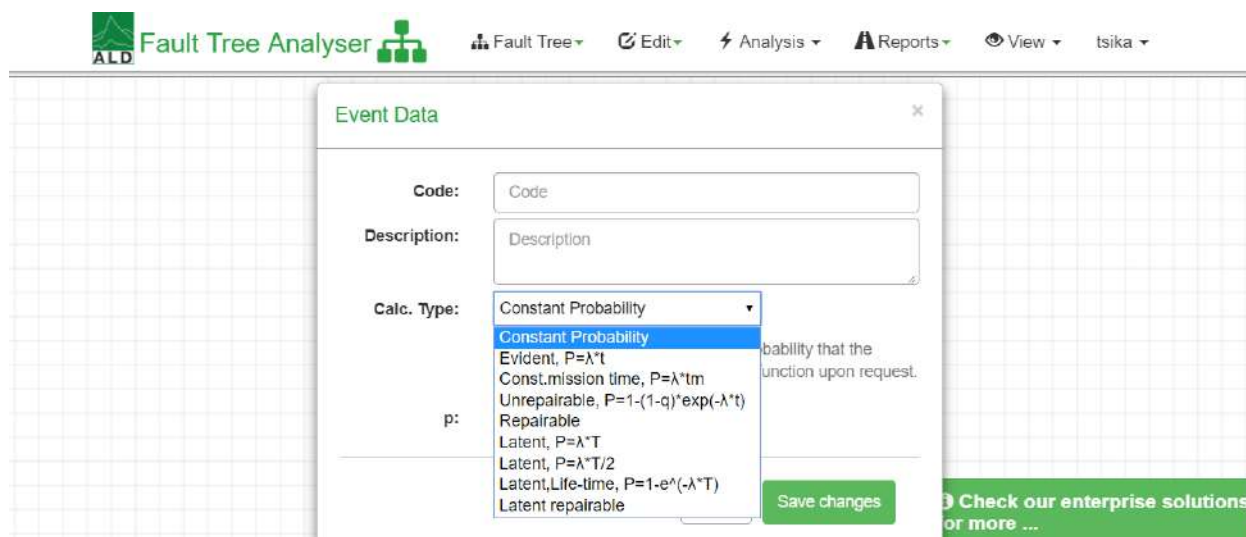 ALD Fault Tree Analyser Fault Tree Edit Analysis Reports View tsika
Event Data ×
Code: Code
Description: Description
Calc. Type: Constant Probability
Constant Probability
Evident, P=λ*t
bability that the
Const.mission time, P=λ*tm
unction upon request.
Unrepairable, P=1-(1-q)*exp(-λ*t)
p:
Repairable
Latent, P=λ*T
Latent, P=λ*T/2
Latent,Life-time, P=1-e^(-λ*T)
Latent repairable
Save changes
Check our enterprise solutions
or more ...